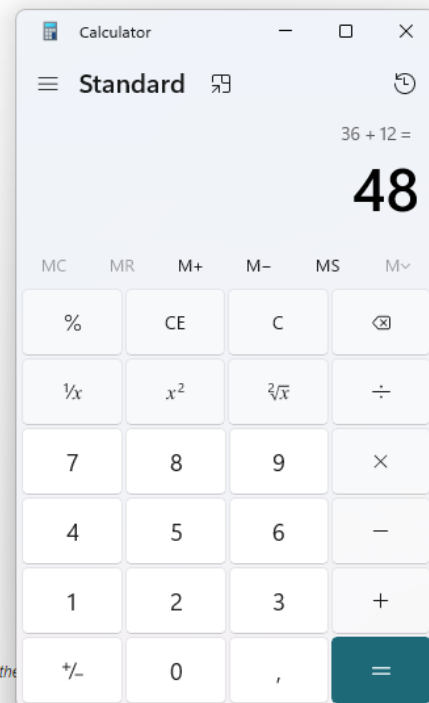 Calculator
Standard
36 + 12 =
48
MC MR M+ M− MS M
% CE C
¹/x x² ²√x ÷
7 8 9 ×
4 5 6 −
1 2 3 +
the
+/− 0 , =